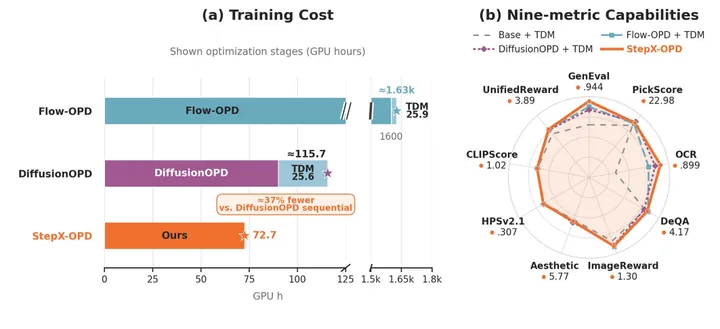 (a) Training Cost
Shown optimization stages (GPU hours)
≈1.63k
Flow-OPD
Flow-OPD
TDM
25.9
1600
≈115.7
DiffusionOPD
DiffusionOPD
TDM
25.6
≈37% fewer
vs. DiffusionOPD sequential
StepX-OPD
Ours
72.7
0 25 50 75 100 125 1.5k 1.65k 1.8k
GPU h
(b) Nine-metric Capabilities
Base + TDM
Flow-OPD + TDM
DiffusionOPD + TDM
StepX-OPD
GenEval
.944
UnifiedReward
3.89
PickScore
22.98
CLIPScore
1.02
OCR
.899
HPSv2.1
.307
DeQA
4.17
Aesthetic
5.77
ImageReward
1.30